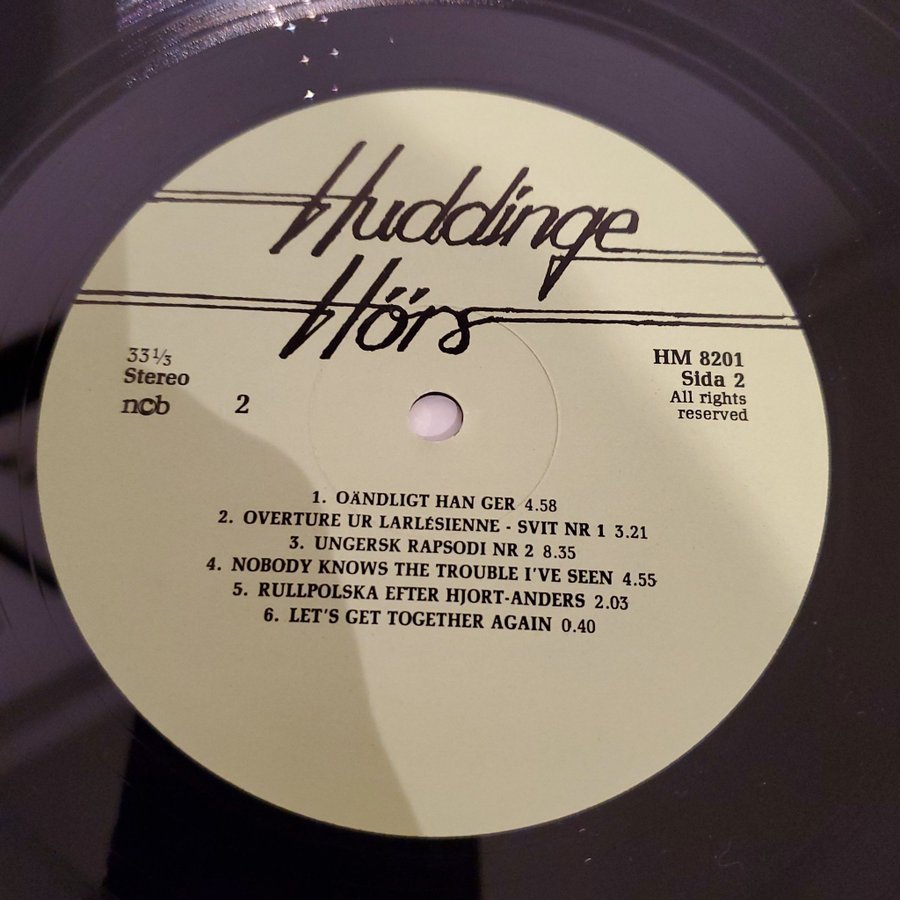 Huddinge
Hörs
33 1/3
Stereo
ncb
2
HM 8201
Sida 2
All rights
reserved
1. OÄNDLIGT HAN GER 4.58
2. OVERTURE UR LARLÉSIENNE - SVIT NR 1 3.21
3. UNGERSK RAPSODI NR 2 8.35
4. NOBODY KNOWS THE TROUBLE I'VE SEEN 4.55
5. RULLPOLSKA EFTER HJORT-ANDERS 2.03
6. LET'S GET TOGETHER AGAIN 0.40